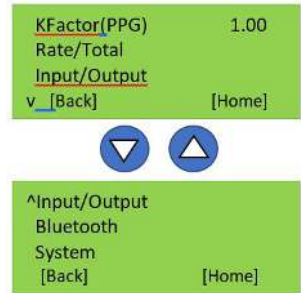 KFactor(PPG) 1.00
Rate/Total
Input/Output
v [Back] [Home]
^Input/Output
Bluetooth
System
[Back] [Home]